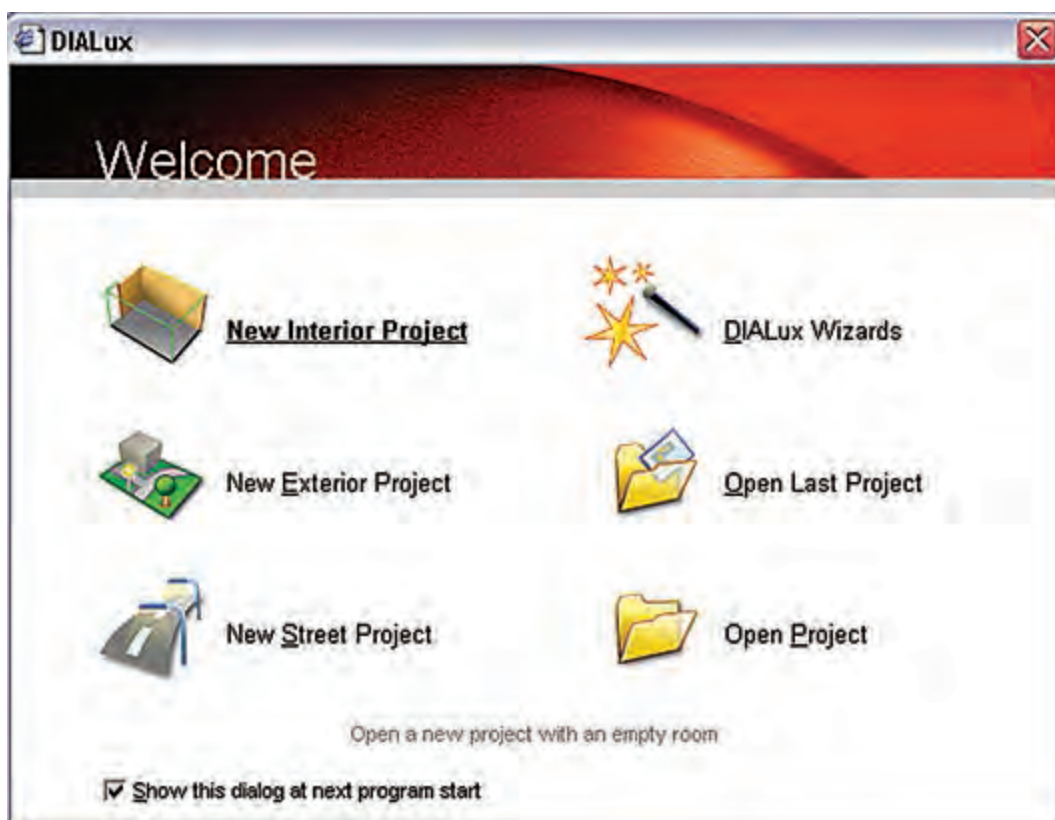 DIALux
Welcome
New Interior Project
DIALux Wizards
New Exterior Project
Open Last Project
New Street Project
Open Project
Open a new project with an empty room
Show this dialog at next program start